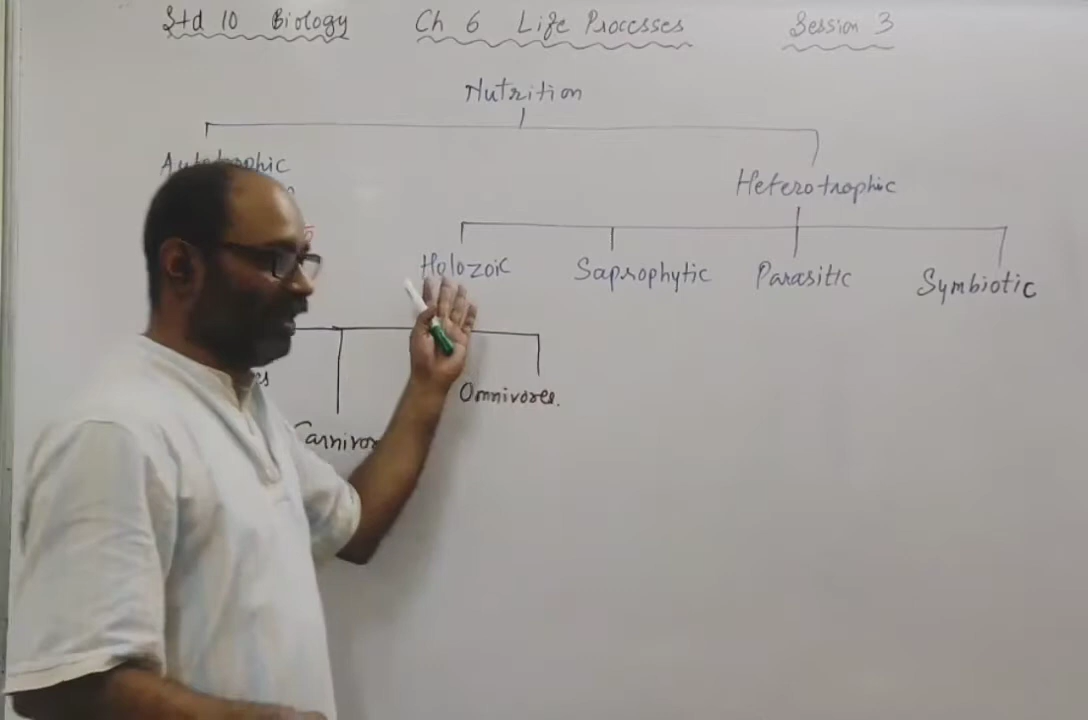 Std 10 Biology Ch 6 Life Processes Session 3
Nutrition
Heterotrophic
Holozoic Saprophytic Parasitic Symbiotic
Omnivores.